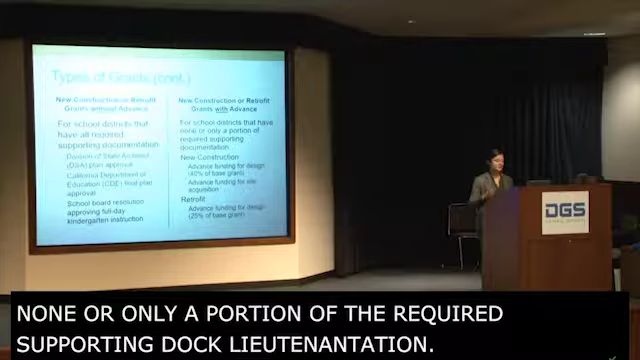 Types of Grants (cont.)
New Construction or Retrofit
Grants without Advance
For school districts that
have all required
supporting documentation
Division of State Architect
(DSA) plan approval
California Department of
Education (CDE) final plan
approval
School board resolution
approving full-day
kindergarten instruction
New Construction or Retrofit
Grants with Advance
For school districts that have
none or only a portion of
required supporting
documentation
New Construction
Advance funding for design
(40% of base grant)
Advance funding for site
acquisition
Retrofit
Advance funding for design
(25% of base grant)
DGS
NONE OR ONLY A PORTION OF THE REQUIRED
SUPPORTING DOCK LIEUTENANTATION.